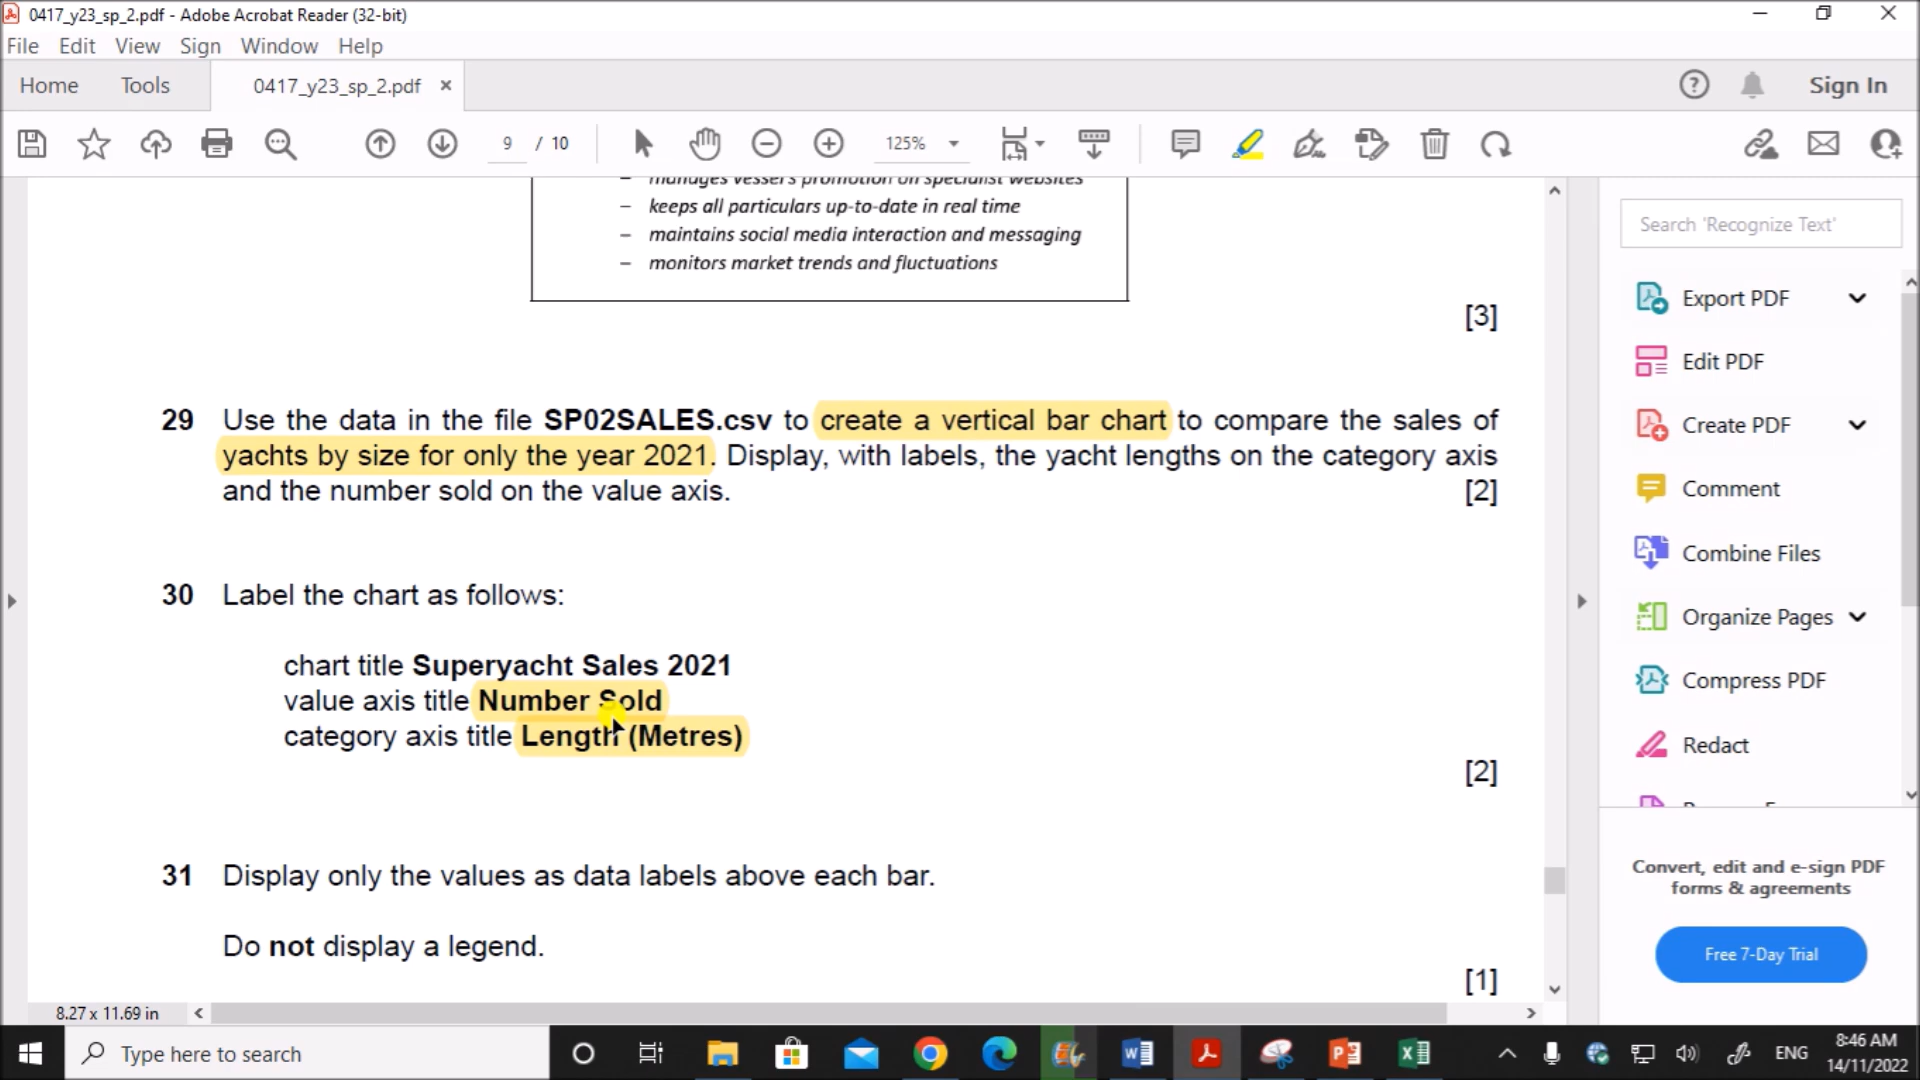 0417_y23_sp_2.pdf - Adobe Acrobat Reader (32-bit)
File Edit View Sign Window Help
Home Tools 0417_y23_sp_2.pdf × Sign In
9 / 10 125%
– manages vessel's promotion on specialist websites
– keeps all particulars up-to-date in real time
– maintains social media interaction and messaging
– monitors market trends and fluctuations
[3]
29 Use the data in the file SP02SALES.csv to create a vertical bar chart to compare the sales of
yachts by size for only the year 2021. Display, with labels, the yacht lengths on the category axis
and the number sold on the value axis. [2]
30 Label the chart as follows:
chart title Superyacht Sales 2021
value axis title Number Sold
category axis title Length (Metres)
[2]
31 Display only the values as data labels above each bar.
Do not display a legend.
[1]
8.27 x 11.69 in
Search 'Recognize Text'
Export PDF
Edit PDF
Create PDF
Comment
Combine Files
Organize Pages
Compress PDF
Redact
Convert, edit and e-sign PDF
forms & agreements
Free 7-Day Trial
Type here to search
ENG
8:46 AM
14/11/2022